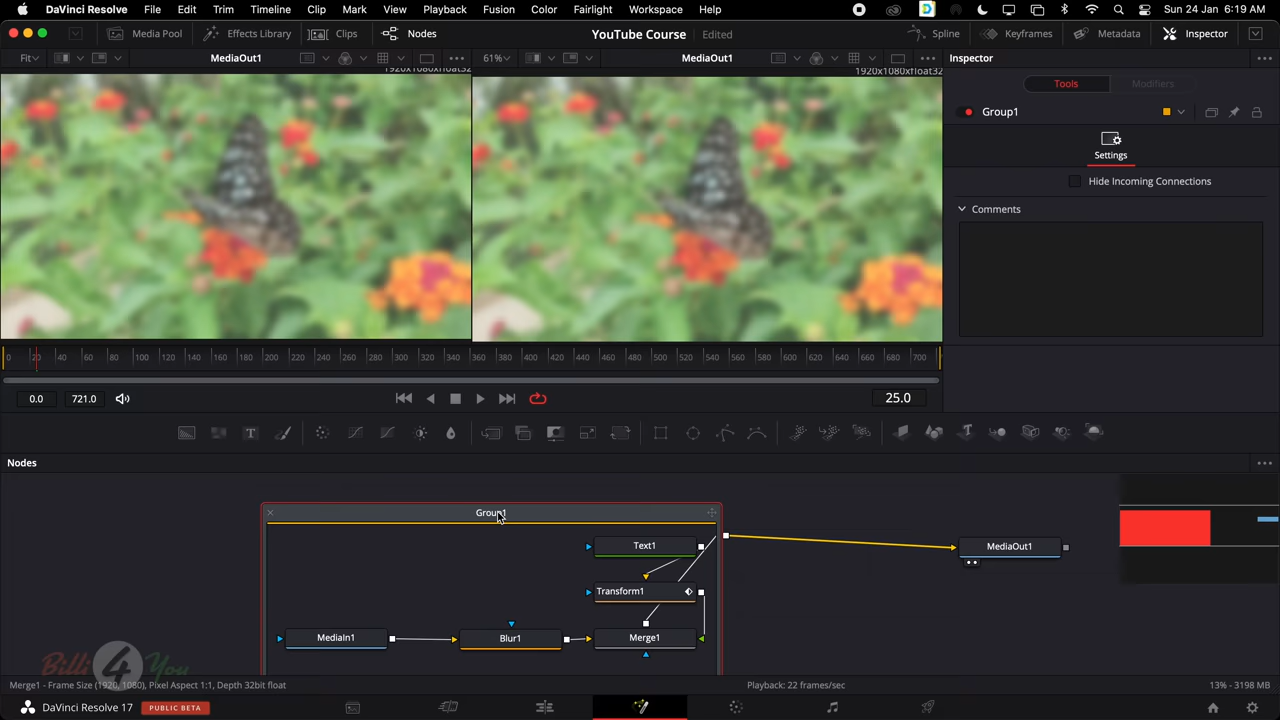 DaVinci Resolve File Edit Trim Timeline Clip Mark View Playback Fusion Color Fairlight Workspace Help Sun 24 Jan 6:19 AM
Media Pool Effects Library Clips Nodes YouTube Course Edited Spline Keyframes Metadata Inspector
Fit MediaOut1 61% MediaOut1 Inspector
1920x1080xfloat32 1920x1080xfloat32
Tools Modifiers
Group1
Settings
Hide Incoming Connections
Comments
0 20 40 60 80 100 120 140 160 180 200 220 240 260 280 300 320 340 360 380 400 420 440 460 480 500 520 540 560 580 600 620 640 660 680 700
0.0 721.0 25.0
Nodes
Group1
Text1
MediaOut1
Transform1
MediaIn1 Blur1 Merge1
Billi 4 You
Merge1 - Frame Size (1920, 1080), Pixel Aspect 1:1, Depth 32bit float Playback: 22 frames/sec 13% - 3198 MB
DaVinci Resolve 17 PUBLIC BETA